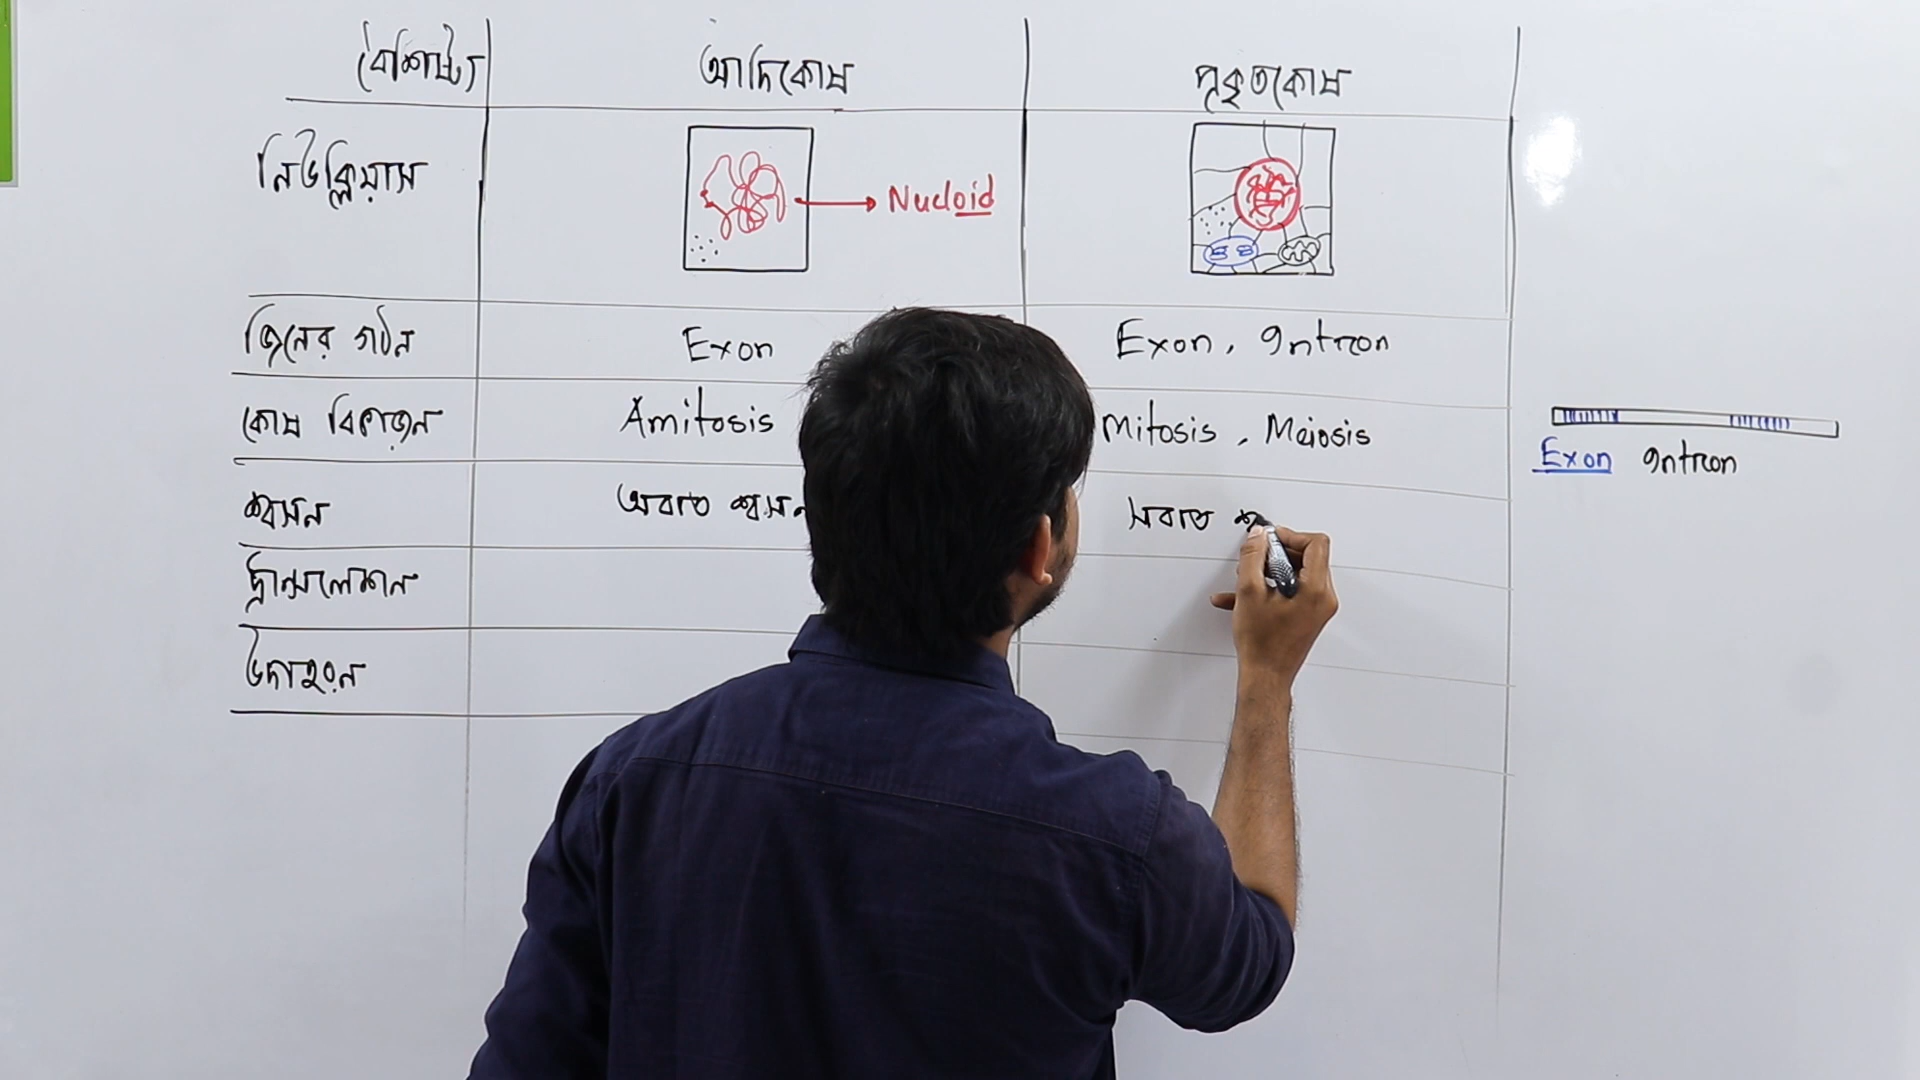 বৈশিষ্ট্য আদিকোষ প্রকৃতকোষ
নিউক্লিয়াস Nucloid
জিনের গঠন Exon Exon, Intron
কোষ বিভাজন Amitosis Mitosis, Meiosis
Exon Intron
শ্বসন অবাত শ্বসন সবাত শ্ব
ট্রান্সলেশন
উদাহরন